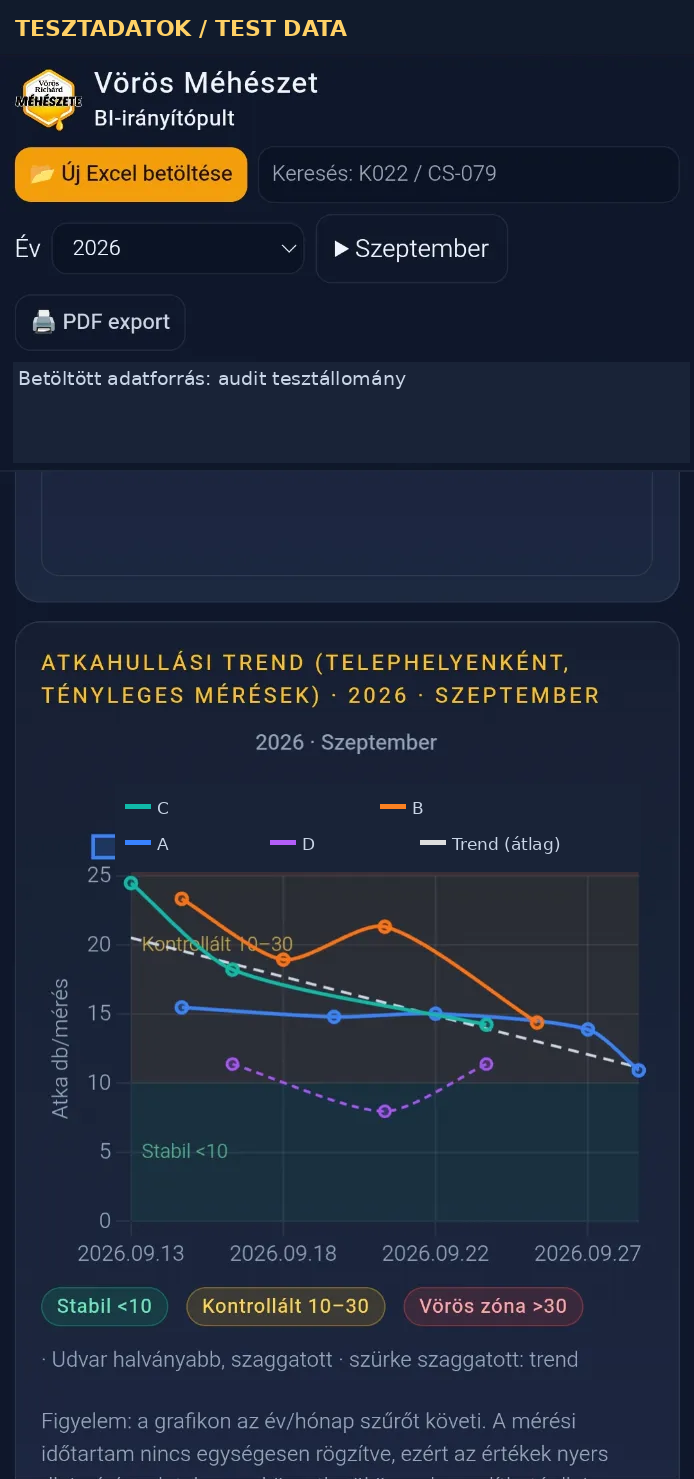 TESZTADATOK / TEST DATA
Vörös
Richárd
MÉHÉSZETE
Vörös Méhészet
BI-irányítópult
Új Excel betöltése
Keresés: K022 / CS-079
Év
2026
Szeptember
PDF export
Betöltött adatforrás: audit tesztállomány
ATKAHULLÁSI TREND (TELEPHELYENKÉNT,
TÉNYLEGES MÉRÉSEK) · 2026 · SZEPTEMBER
2026 · Szeptember
C
B
A
D
Trend (átlag)
25
20
15
10
5
0
Atka db/mérés
Kontrollált 10–30
Stabil <10
2026.09.13
2026.09.18
2026.09.22
2026.09.27
Stabil <10
Kontrollált 10–30
Vörös zóna >30
· Udvar halványabb, szaggatott · szürke szaggatott: trend
Figyelem: a grafikon az év/hónap szűrőt követi. A mérési
időtartam nincs egységesen rögzítve, ezért az értékek nyers